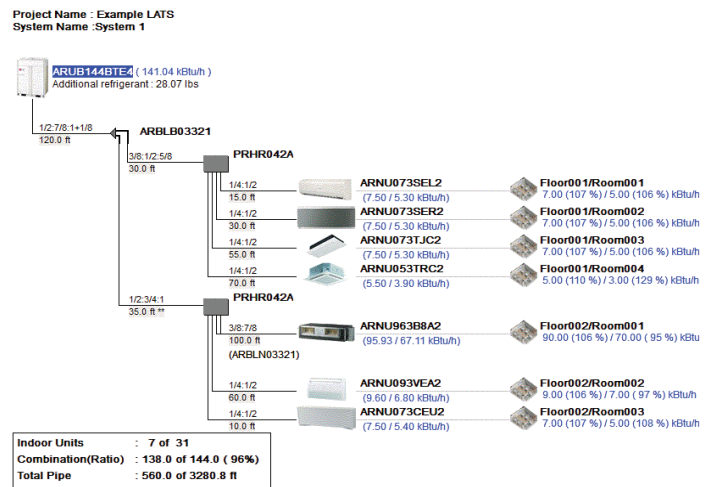 Project Name : Example LATS
System Name :System 1
ARUB144BTE4 ( 141.04 kBtu/h )
Additional refrigerant : 28.07 lbs
1/2:7/8:1+1/8
120.0 ft
ARBLB03321
3/8:1/2:5/8
30.0 ft
PRHR042A
1/4:1/2
15.0 ft
ARNU073SEL2
(7.50 / 5.30 kBtu/h)
Floor001/Room001
7.00 (107 %) / 5.00 (106 %) kBtu/h
1/4:1/2
30.0 ft
ARNU073SER2
(7.50 / 5.30 kBtu/h)
Floor001/Room002
7.00 (107 %) / 5.00 (106 %) kBtu/h
1/4:1/2
55.0 ft
ARNU073TJC2
(7.50 / 5.30 kBtu/h)
Floor001/Room003
7.00 (107 %) / 5.00 (106 %) kBtu/h
1/4:1/2
70.0 ft
ARNU053TRC2
(5.50 / 3.90 kBtu/h)
Floor001/Room004
5.00 (110 %) / 3.00 (129 %) kBtu/h
1/2:3/4:1
35.0 ft **
PRHR042A
3/8:7/8
100.0 ft
(ARBLN03321)
ARNU963B8A2
(95.93 / 67.11 kBtu/h)
Floor002/Room001
90.00 (106 %) / 70.00 ( 95 %) kBtu
1/4:1/2
60.0 ft
ARNU093VEA2
(9.60 / 6.80 kBtu/h)
Floor002/Room002
9.00 (106 %) / 7.00 ( 97 %) kBtu/h
1/4:1/2
10.0 ft
ARNU073CEU2
(7.50 / 5.40 kBtu/h)
Floor002/Room003
7.00 (107 %) / 5.00 (108 %) kBtu/h
Indoor Units : 7 of 31
Combination(Ratio) : 138.0 of 144.0 ( 96%)
Total Pipe : 560.0 of 3280.8 ft